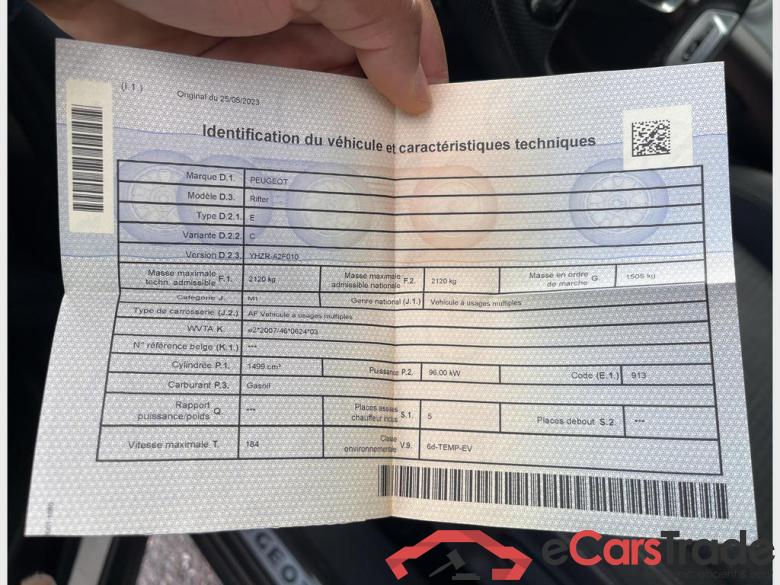 (I.1.)
Original du 25/05/2023
Identification du véhicule et caractéristiques techniques
Marque D.1. PEUGEOT
Modèle D.3. Rifter
Type D.2.1. E
Variante D.2.2. C
Version D.2.3. YHZR-A2F010
Masse maximale techn. admissible F.1. 2120 kg Masse maximale admissible nationale F.2. 2120 kg Masse en ordre de marche G. 1505 kg
Catégorie J. M1 Genre national (J.1.) Véhicule à usages multiples
Type de carrosserie (J.2.) AF Véhicule à usages multiples
WVTA K. e2*2007/46*0624*03
N° référence belge (K.1.) ***
Cylindrée P.1. 1499 cm³ Puissance P.2. 96.00 kW Code (E.1.) 913
Carburant P.3. Gasoil
Rapport puissance/poids Q. *** Places assises chauffeur inclus S.1. 5 Places debout S.2. ***
Vitesse maximale T. 184 Classe environnementale V.9. 6d-TEMP-EV
eCarsTrade